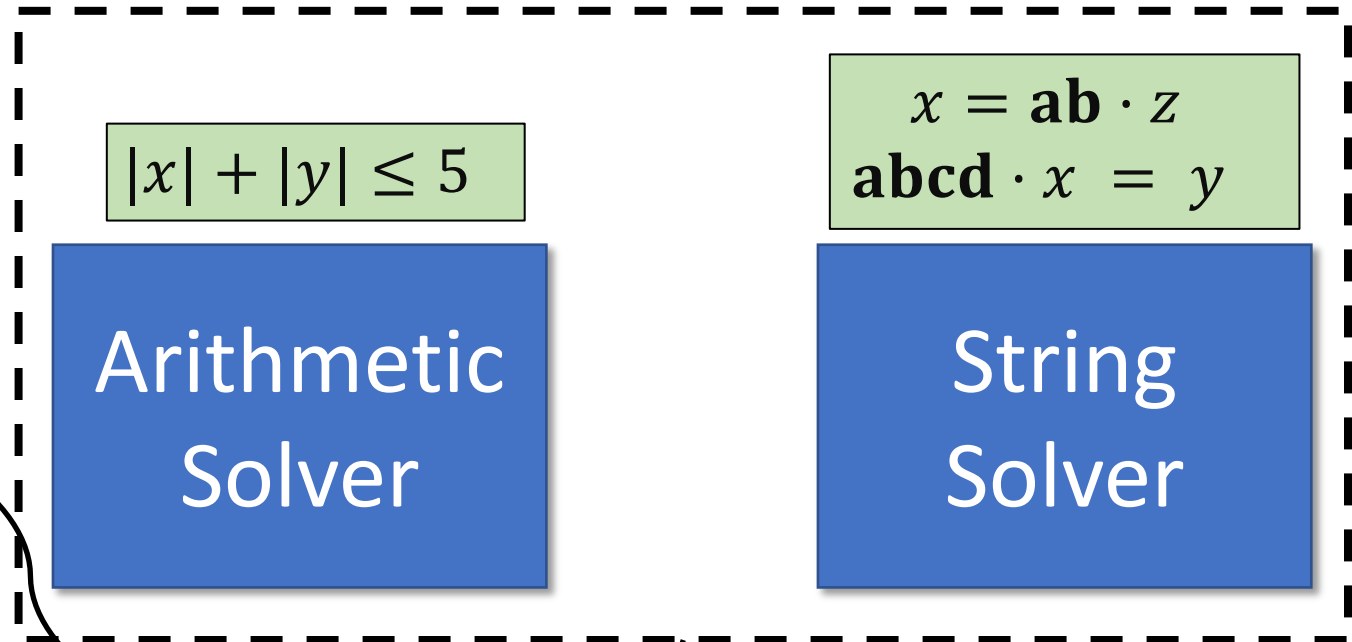 |x| + |y| ≤ 5
x = ab · z
abcd · x = y
Arithmetic
Solver
String
Solver